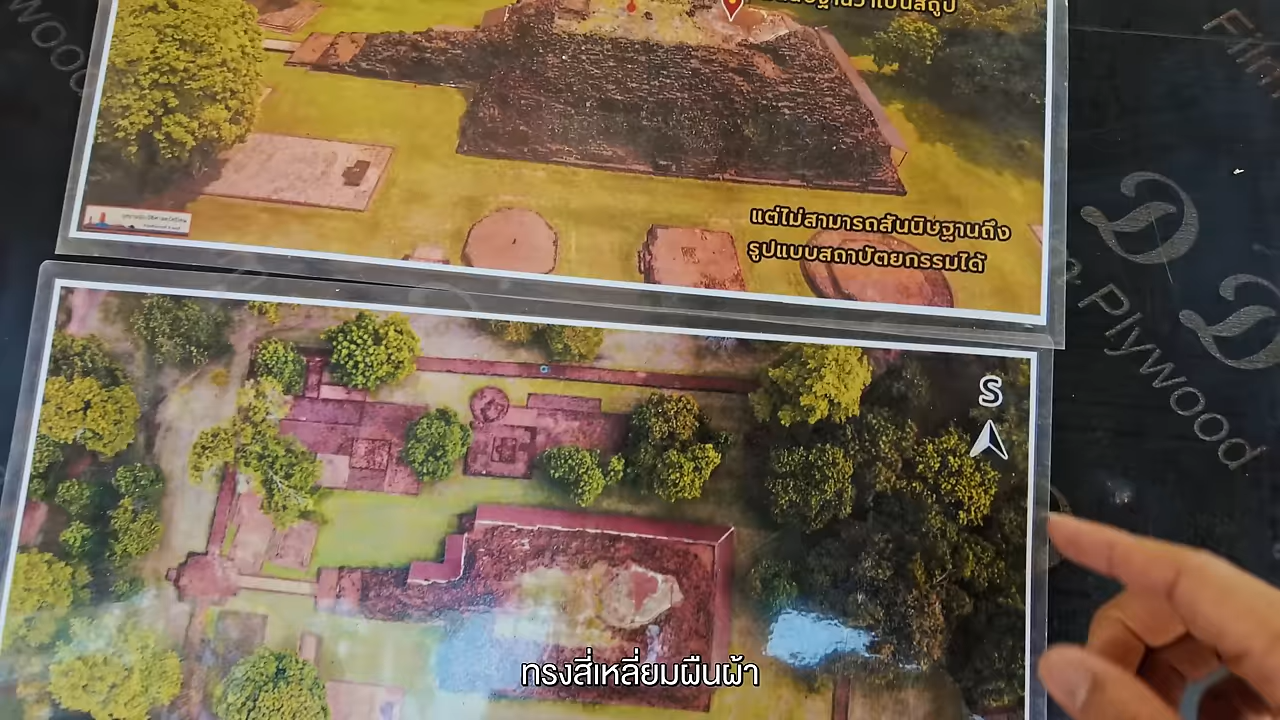 แต่ไม่สามารถสันนิษฐานถึง
รูปแบบสถาปัตยกรรมได้
S
D
D
Plywood
ทรงสี่เหลี่ยมผืนผ้า